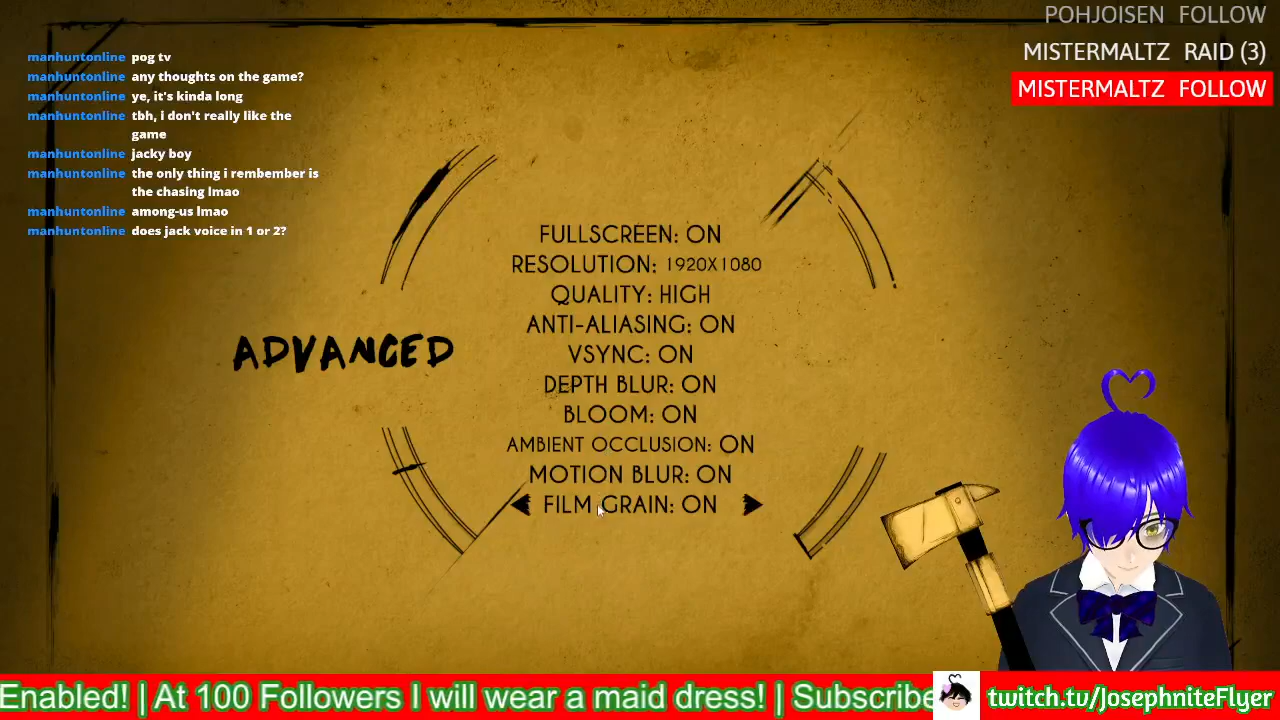 POHJOISEN FOLLOW
MISTERMALTZ RAID (3)
MISTERMALTZ FOLLOW
manhuntonline pog tv
manhuntonline any thoughts on the game?
manhuntonline ye, it's kinda long
manhuntonline tbh, i don't really like the
game
manhuntonline jacky boy
manhuntonline the only thing i rembember is
the chasing lmao
manhuntonline among-us lmao
manhuntonline does jack voice in 1 or 2?
ADVANCED
FULLSCREEN: ON
RESOLUTION: 1920X1080
QUALITY: HIGH
ANTI-ALIASING: ON
VSYNC: ON
DEPTH BLUR: ON
BLOOM: ON
AMBIENT OCCLUSION: ON
MOTION BLUR: ON
FILM GRAIN: ON
Enabled! | At 100 Followers I will wear a maid dress! | Subscribe
twitch.tv/JosephniteFlyer